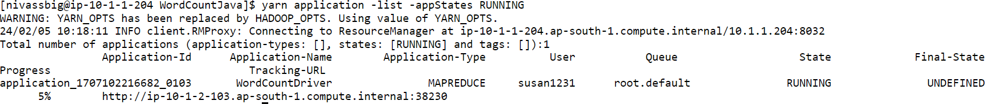 [nivassbig@ip-10-1-1-204 WordCountJava]$ yarn application -list -appStates RUNNING
WARNING: YARN_OPTS has been replaced by HADOOP_OPTS. Using value of YARN_OPTS.
24/02/05 10:18:11 INFO client.RMProxy: Connecting to ResourceManager at ip-10-1-1-204.ap-south-1.compute.internal/10.1.1.204:8032
Total number of applications (application-types: [], states: [RUNNING] and tags: []):1
Application-Id Application-Name Application-Type User Queue State Final-State
Progress Tracking-URL
application_1707102216682_0103 WordCountDriver MAPREDUCE susan1231 root.default RUNNING UNDEFINED
5% http://ip-10-1-2-103.ap-south-1.compute.internal:38230